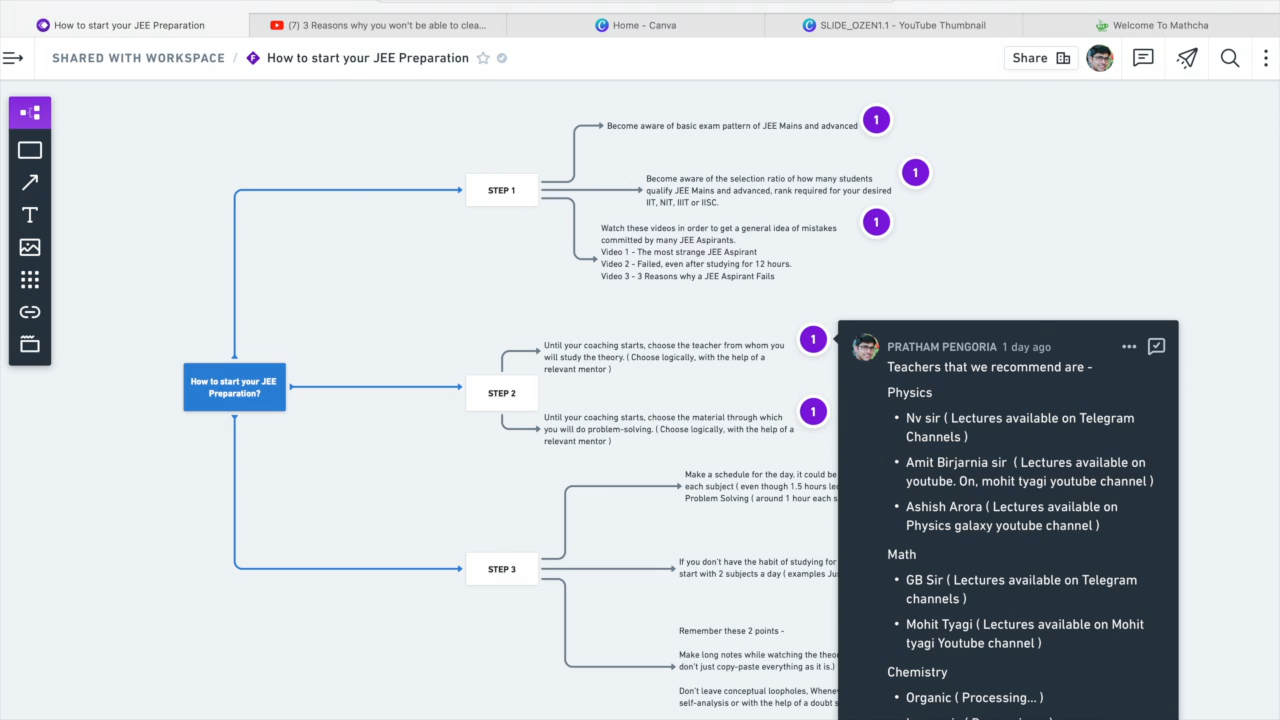 How to start your JEE Preparation
(7) 3 Reasons why you won't be able to clea...
Home - Canva
SLIDE_OZEN1.1 - YouTube Thumbnail
Welcome To Mathcha
SHARED WITH WORKSPACE / How to start your JEE Preparation
Share
Become aware of basic exam pattern of JEE Mains and advanced
1
STEP 1
Become aware of the selection ratio of how many students
qualify JEE Mains and advanced, rank required for your desired
IIT, NIT, IIIT or IISC.
1
Watch these videos in order to get a general idea of mistakes
committed by many JEE Aspirants.
Video 1 - The most strange JEE Aspirant
Video 2 - Failed, even after studying for 12 hours.
Video 3 - 3 Reasons why a JEE Aspirant Fails
1
How to start your JEE
Preparation?
STEP 2
Until your coaching starts, choose the teacher from whom you
will study the theory. ( Choose logically, with the help of a
relevant mentor )
1
Until your coaching starts, choose the material through which
you will do problem-solving. ( Choose logically, with the help of a
relevant mentor )
1
STEP 3
Make a schedule for the day. it could be
each subject ( even though 1.5 hours
Problem Solving ( around 1 hour each
If you don't have the habit of studying for
start with 2 subjects a day ( examples
Remember these 2 points -
Make long notes while watching the
don't just copy-paste everything as it is.)
Don't leave conceptual loopholes,
self-analysis or with the help of a doubt
PRATHAM PENGORIA 1 day ago
Teachers that we recommend are -
Physics
• Nv sir ( Lectures available on Telegram
Channels )
• Amit Birjarnia sir ( Lectures available on
youtube. On, mohit tyagi youtube channel )
• Ashish Arora ( Lectures available on
Physics galaxy youtube channel )
Math
• GB Sir ( Lectures available on Telegram
channels )
• Mohit Tyagi ( Lectures available on Mohit
tyagi Youtube channel )
Chemistry
• Organic ( Processing... )